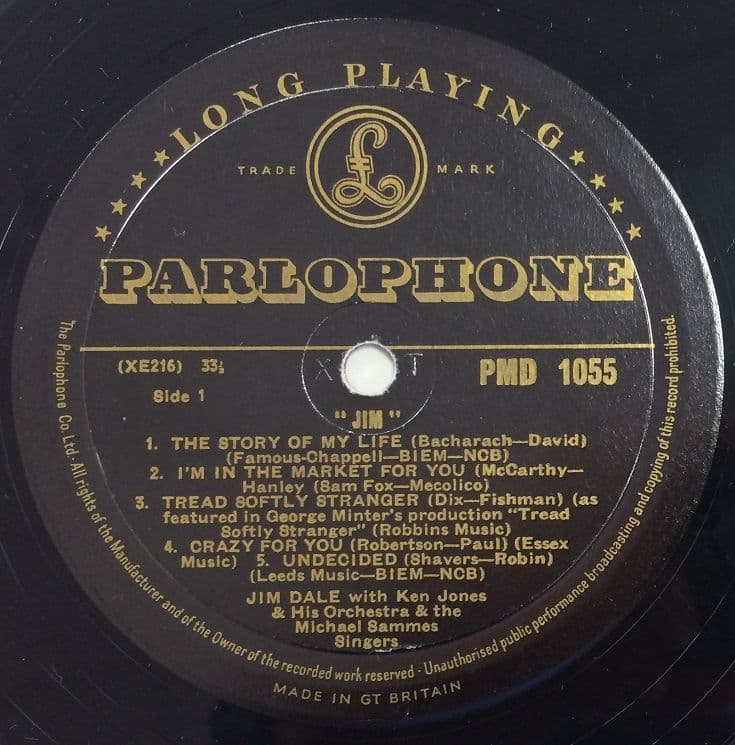 ★★★★★LONG PLAYING★★★★★
TRADE MARK
£
PARLOPHONE
(XE216) 33⅓
PMD 1055
X T
Side 1
"JIM"
1. THE STORY OF MY LIFE (Bacharach—David)
(Famous-Chappell—BIEM—NCB)
2. I'M IN THE MARKET FOR YOU (McCarthy—
Hanley (Sam Fox—Mecolico)
3. TREAD SOFTLY STRANGER (Dix—Fishman) (as
featured in George Minter's production "Tread
Softly Stranger" (Robbins Music)
4. CRAZY FOR YOU (Robertson—Paul) (Essex
Music) 5. UNDECIDED (Shavers—Robin)
(Leeds Music—BIEM—NCB)
JIM DALE with Ken Jones
& His Orchestra & the
Michael Sammes
Singers
The Parlophone Co. Ltd · All rights of the Manufacturer and of the Owner of the recorded work reserved · Unauthorised public performance broadcasting and copying of this record prohibited.
MADE IN GT BRITAIN